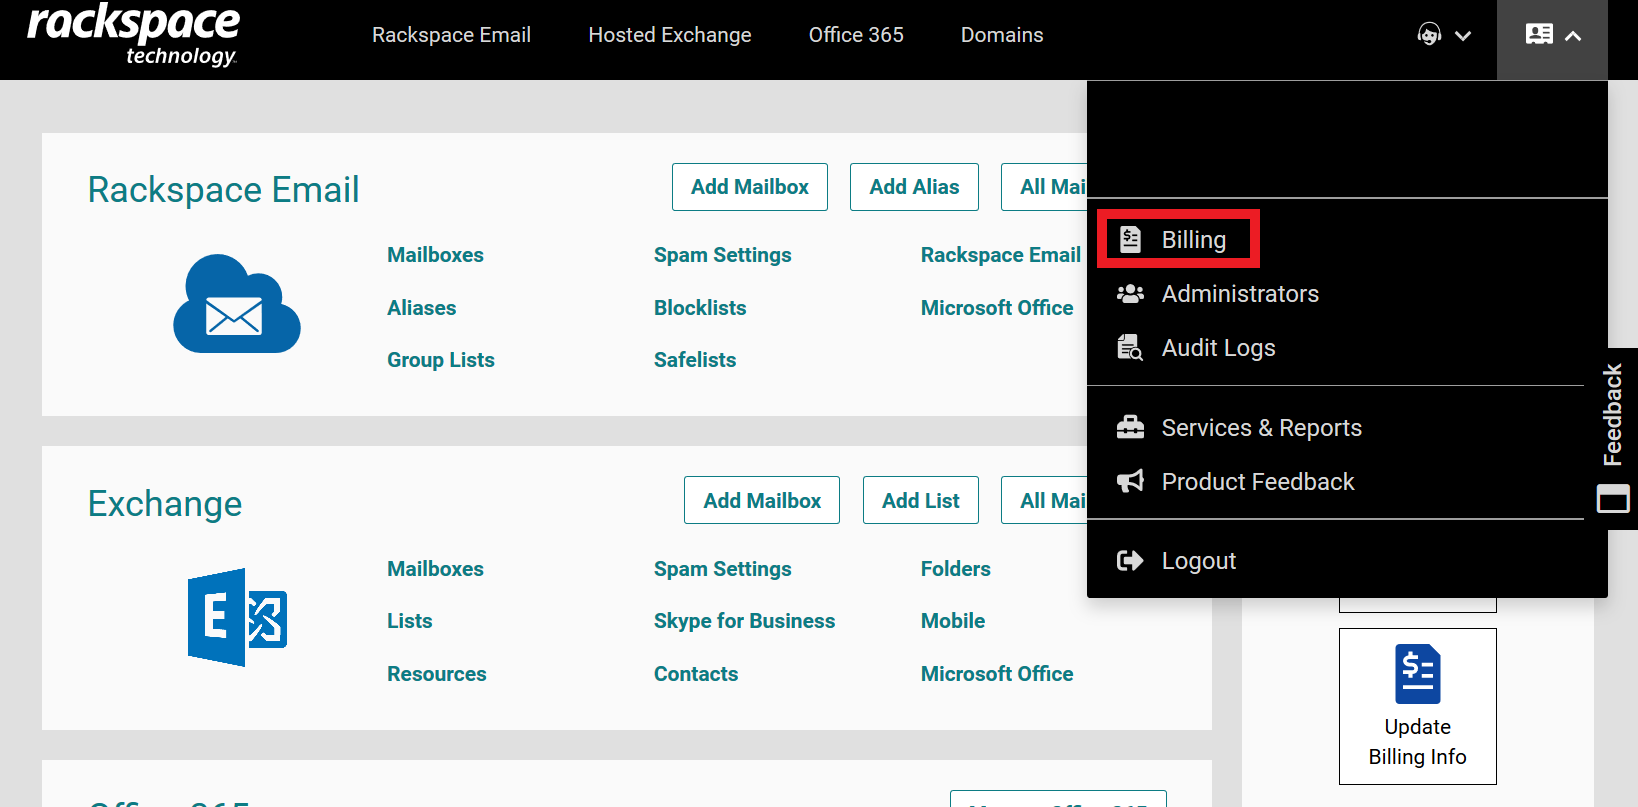 rackspace
technology
Rackspace Email
Hosted Exchange
Office 365
Domains
Rackspace Email
Add Mailbox
Add Alias
All Mai
Mailboxes
Spam Settings
Rackspace Email
Aliases
Blocklists
Microsoft Office
Group Lists
Safelists
Billing
Administrators
Audit Logs
Services & Reports
Product Feedback
Logout
Feedback
Exchange
Add Mailbox
Add List
All Mai
Mailboxes
Spam Settings
Folders
Lists
Skype for Business
Mobile
Resources
Contacts
Microsoft Office
Update
Billing Info
Office 365